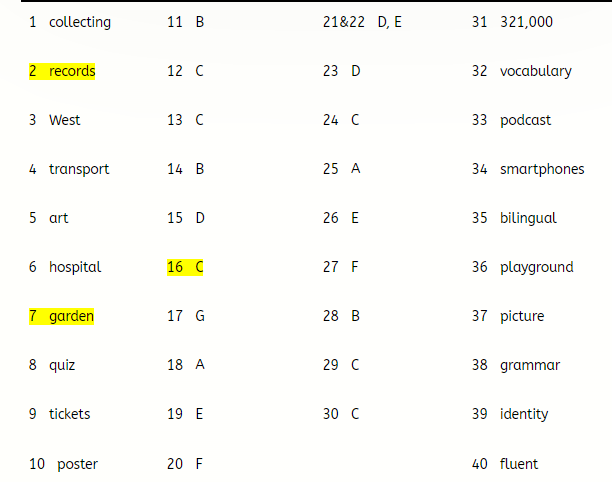 1 collecting
2 records
3 West
4 transport
5 art
6 hospital
7 garden
8 quiz
9 tickets
10 poster
11 B
12 C
13 C
14 B
15 D
16 C
17 G
18 A
19 E
20 F
21&22 D, E
23 D
24 C
25 A
26 E
27 F
28 B
29 C
30 C
31 321,000
32 vocabulary
33 podcast
34 smartphones
35 bilingual
36 playground
37 picture
38 grammar
39 identity
40 fluent